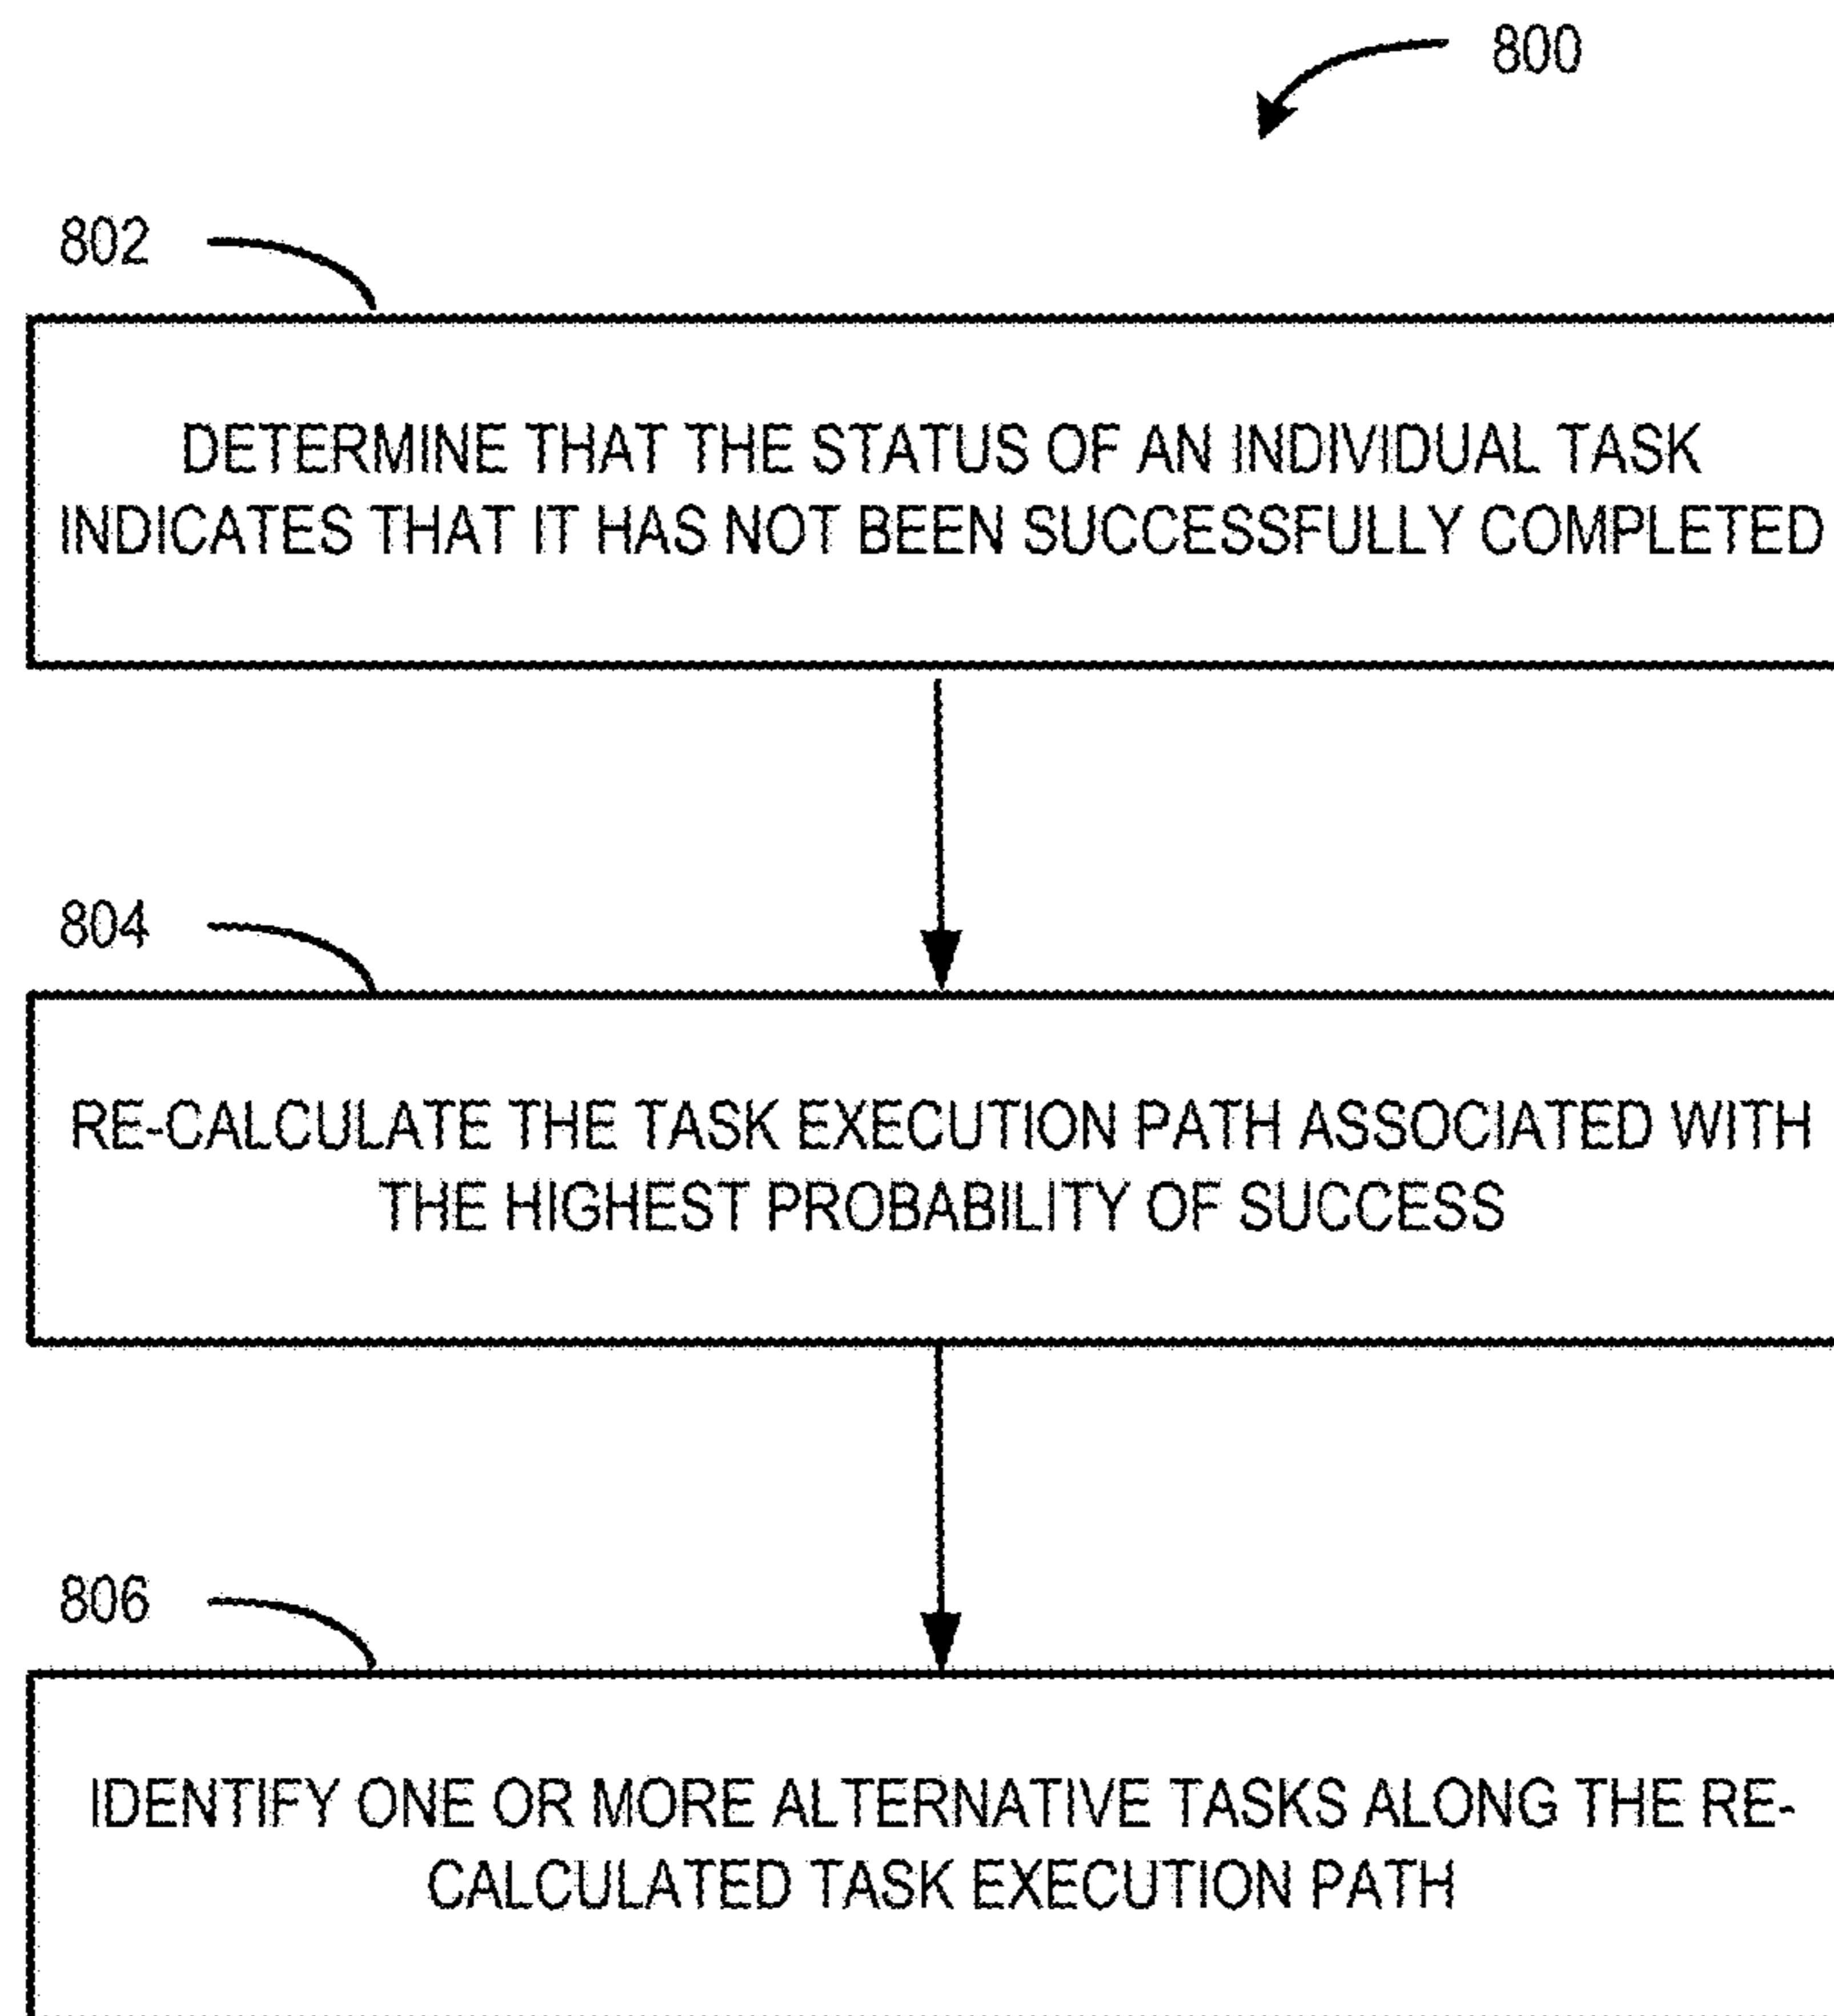 800
802
DETERMINE THAT THE STATUS OF AN INDIVIDUAL TASK
INDICATES THAT IT HAS NOT BEEN SUCCESSFULLY COMPLETED
804
RE-CALCULATE THE TASK EXECUTION PATH ASSOCIATED WITH
THE HIGHEST PROBABILITY OF SUCCESS
806
IDENTIFY ONE OR MORE ALTERNATIVE TASKS ALONG THE RE-
CALCULATED TASK EXECUTION PATH